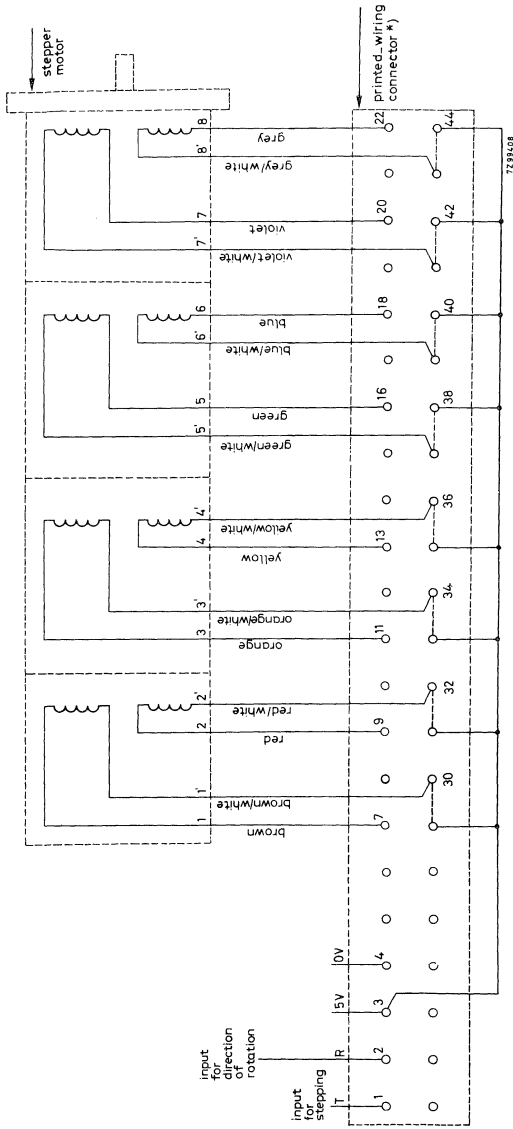 stepper
motor
8
8'
7
7'
6
6'
5
5'
4'
4
3'
3
2'
2
1'
1
grey
grey/white
violet
violet/white
blue
blue/white
green
green/white
yellow/white
yellow
orange/white
orange
red/white
red
brown/white
brown
printed_wiring
connector *)
22
20
18
16
13
11
9
7
4
3
2
1
44
42
40
38
36
34
32
30
0V
5V
R
T
input
for
direction
of
rotation
input
for
stepping
7Z99408